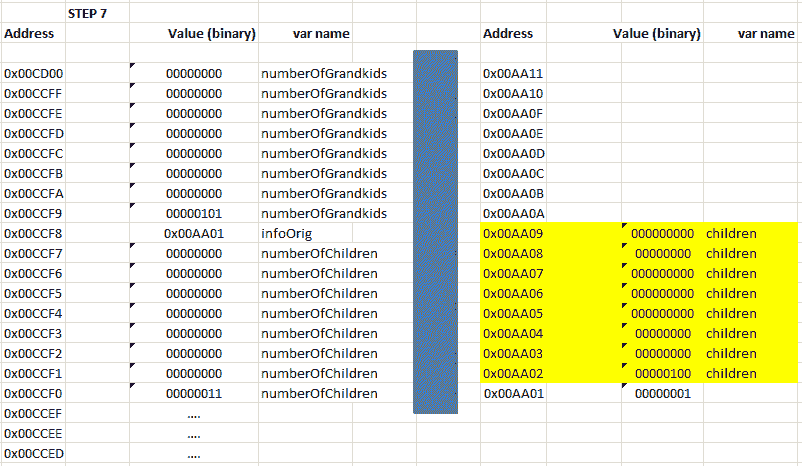 STEP 7
Address Value (binary) var name Address Value (binary) var name
0x00CD00 00000000 numberOfGrandkids 0x00AA11
0x00CCFF 00000000 numberOfGrandkids 0x00AA10
0x00CCFE 00000000 numberOfGrandkids 0x00AA0F
0x00CCFD 00000000 numberOfGrandkids 0x00AA0E
0x00CCFC 00000000 numberOfGrandkids 0x00AA0D
0x00CCFB 00000000 numberOfGrandkids 0x00AA0C
0x00CCFA 00000000 numberOfGrandkids 0x00AA0B
0x00CCF9 00000101 numberOfGrandkids 0x00AA0A
0x00CCF8 0x00AA01 infoOrig 0x00AA09 000000000 children
0x00CCF7 00000000 numberOfChildren 0x00AA08 00000000 children
0x00CCF6 00000000 numberOfChildren 0x00AA07 000000000 children
0x00CCF5 00000000 numberOfChildren 0x00AA06 000000000 children
0x00CCF4 00000000 numberOfChildren 0x00AA05 000000000 children
0x00CCF3 00000000 numberOfChildren 0x00AA04 00000000 children
0x00CCF2 00000000 numberOfChildren 0x00AA03 00000000 children
0x00CCF1 00000000 numberOfChildren 0x00AA02 00000100 children
0x00CCF0 00000011 numberOfChildren 0x00AA01 00000001
0x00CCEF ....
0x00CCEE ....
0x00CCED ....